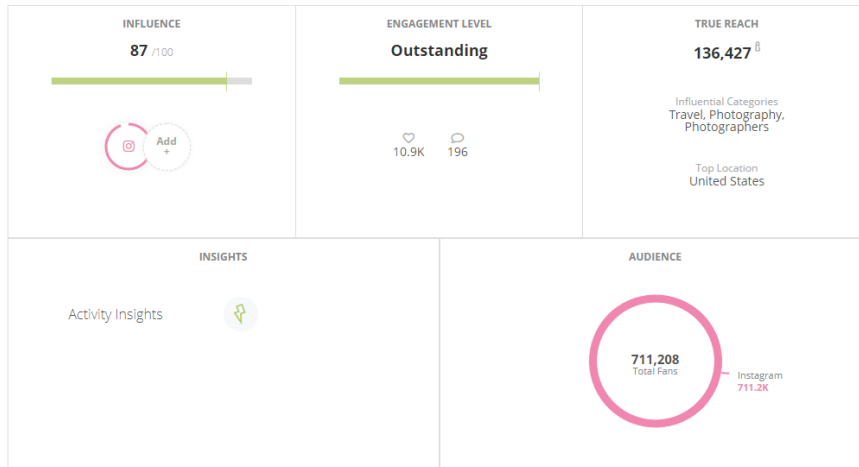 INFLUENCE
87 /100
Add
+
ENGAGEMENT LEVEL
Outstanding
10.9K
196
TRUE REACH
136,427
Influential Categories
Travel, Photography,
Photographers
Top Location
United States
INSIGHTS
Activity Insights
AUDIENCE
711,208
Total Fans
Instagram
711.2K